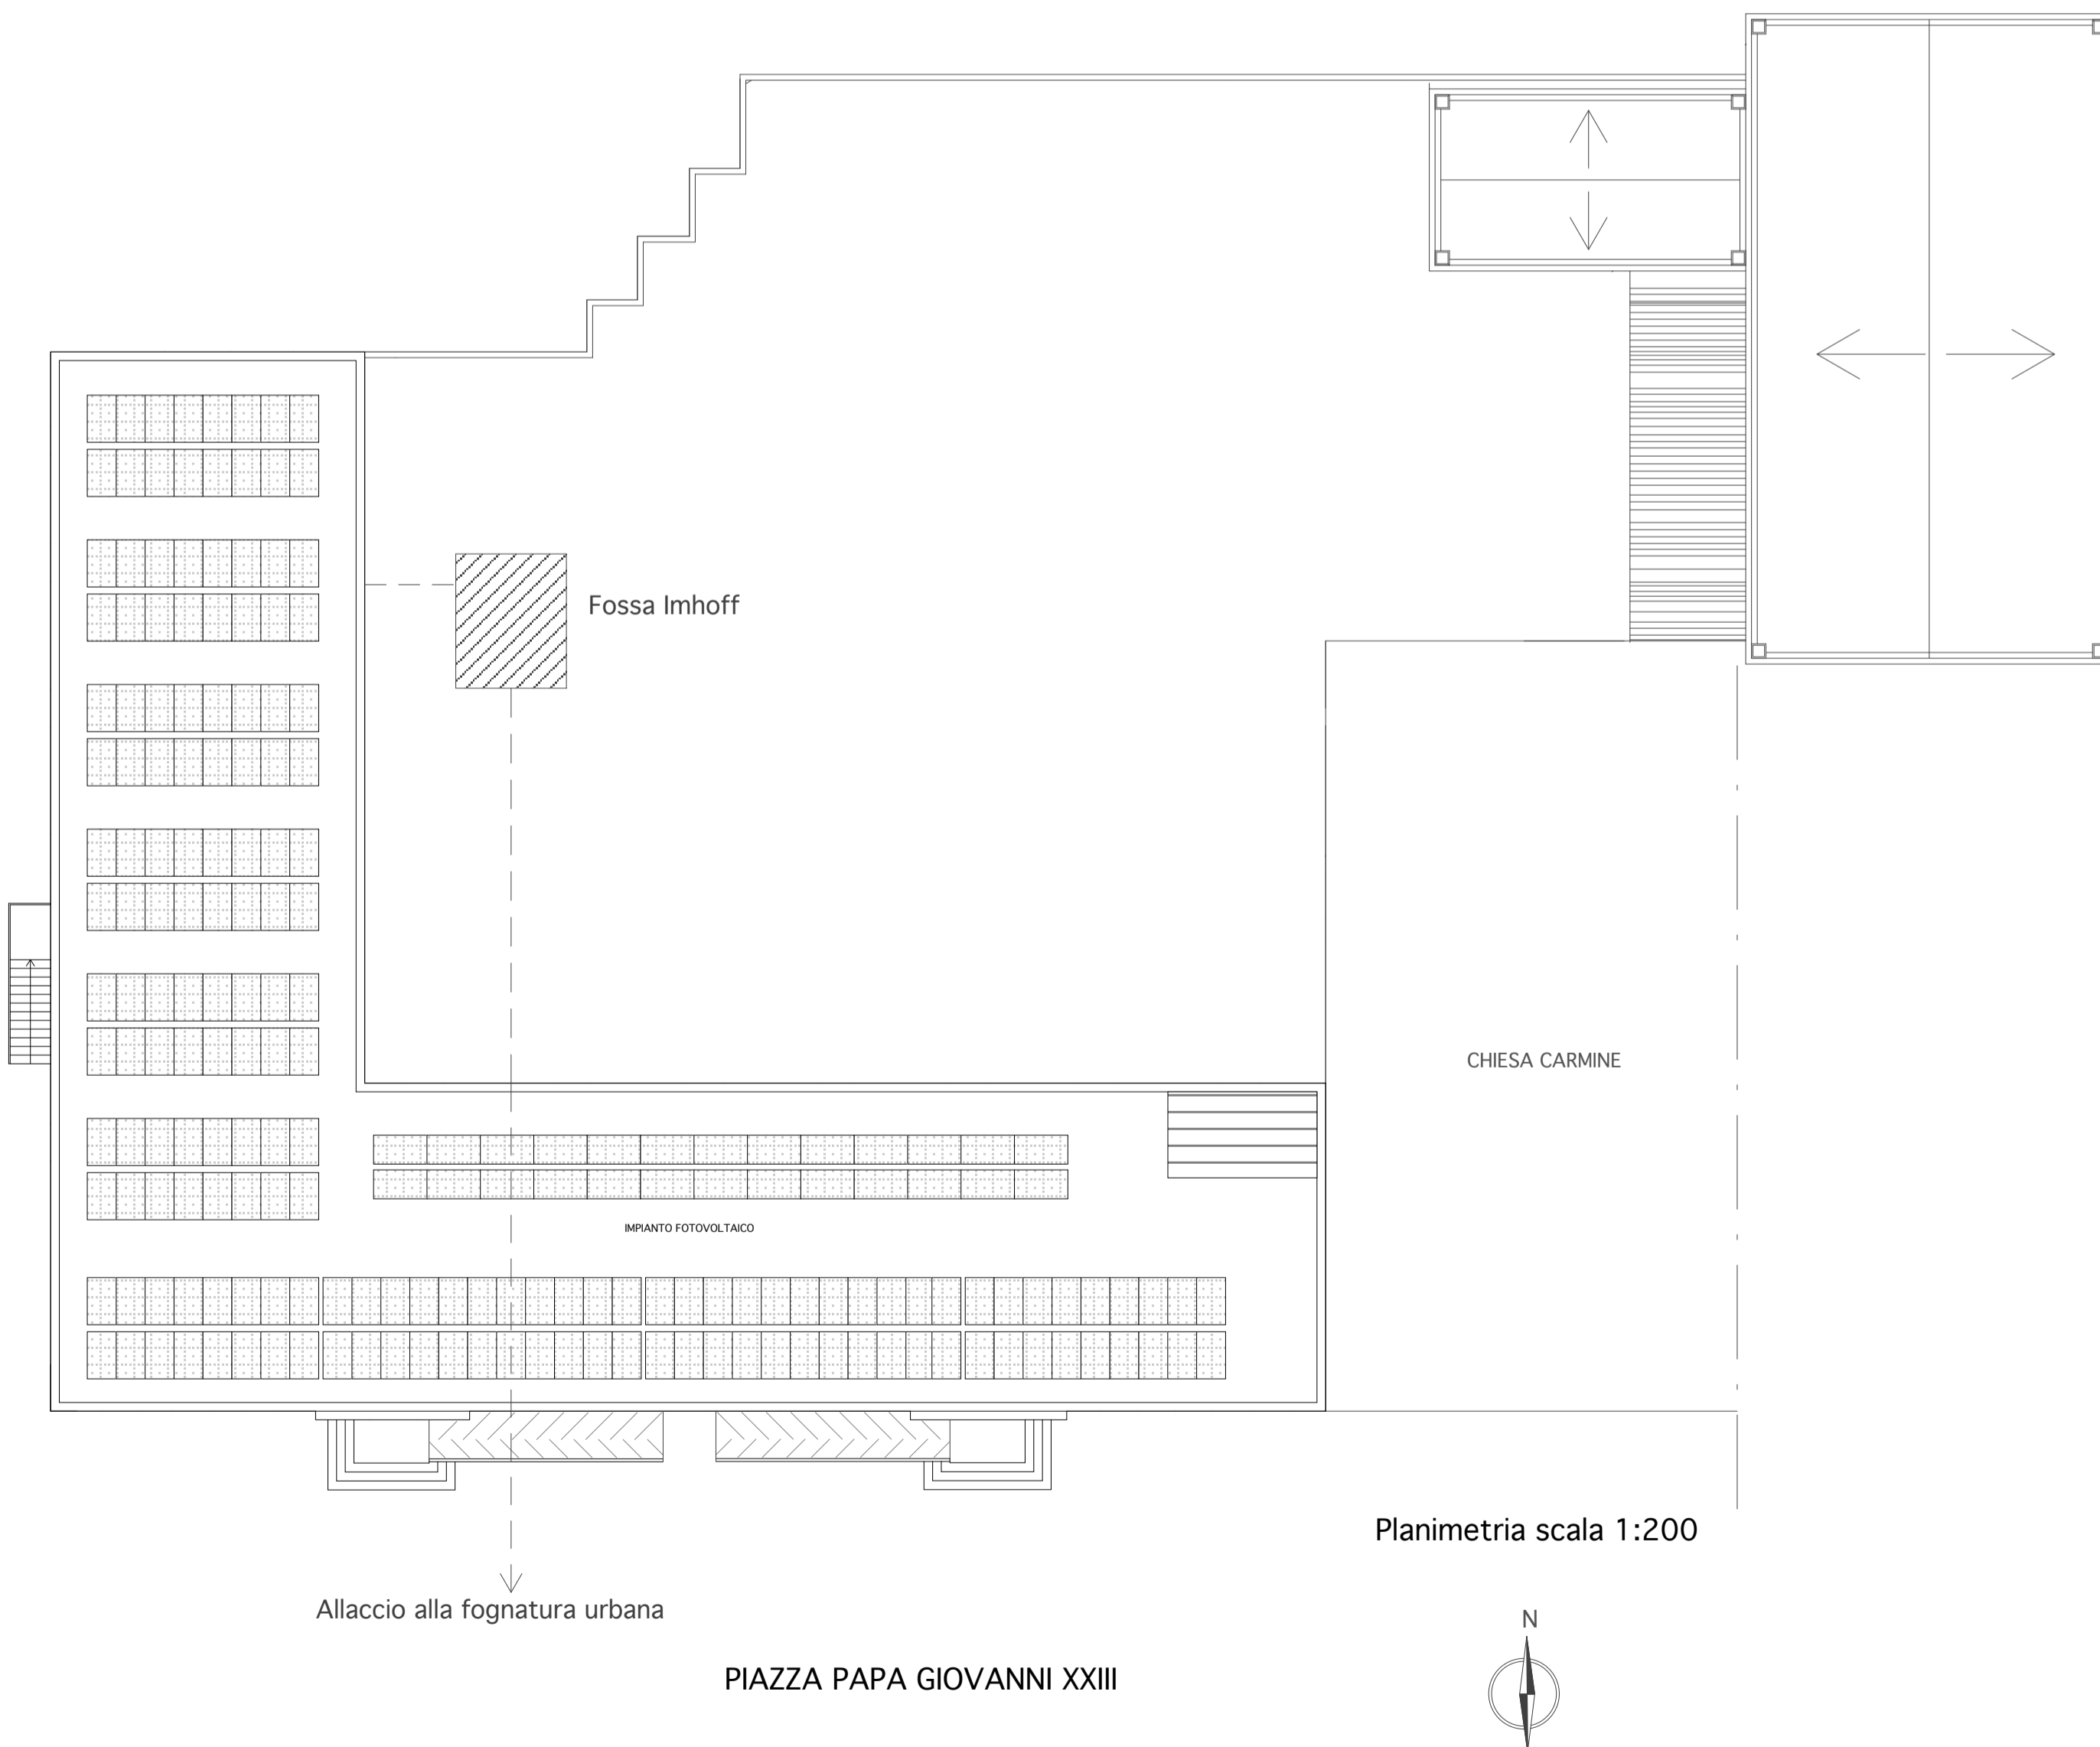 Fossa Imhoff
CHIESA CARMINE
IMPIANTO FOTOVOLTAICO
Planimetria scala 1:200
Allaccio alla fognatura urbana
N
PIAZZA PAPA GIOVANNI XXIII